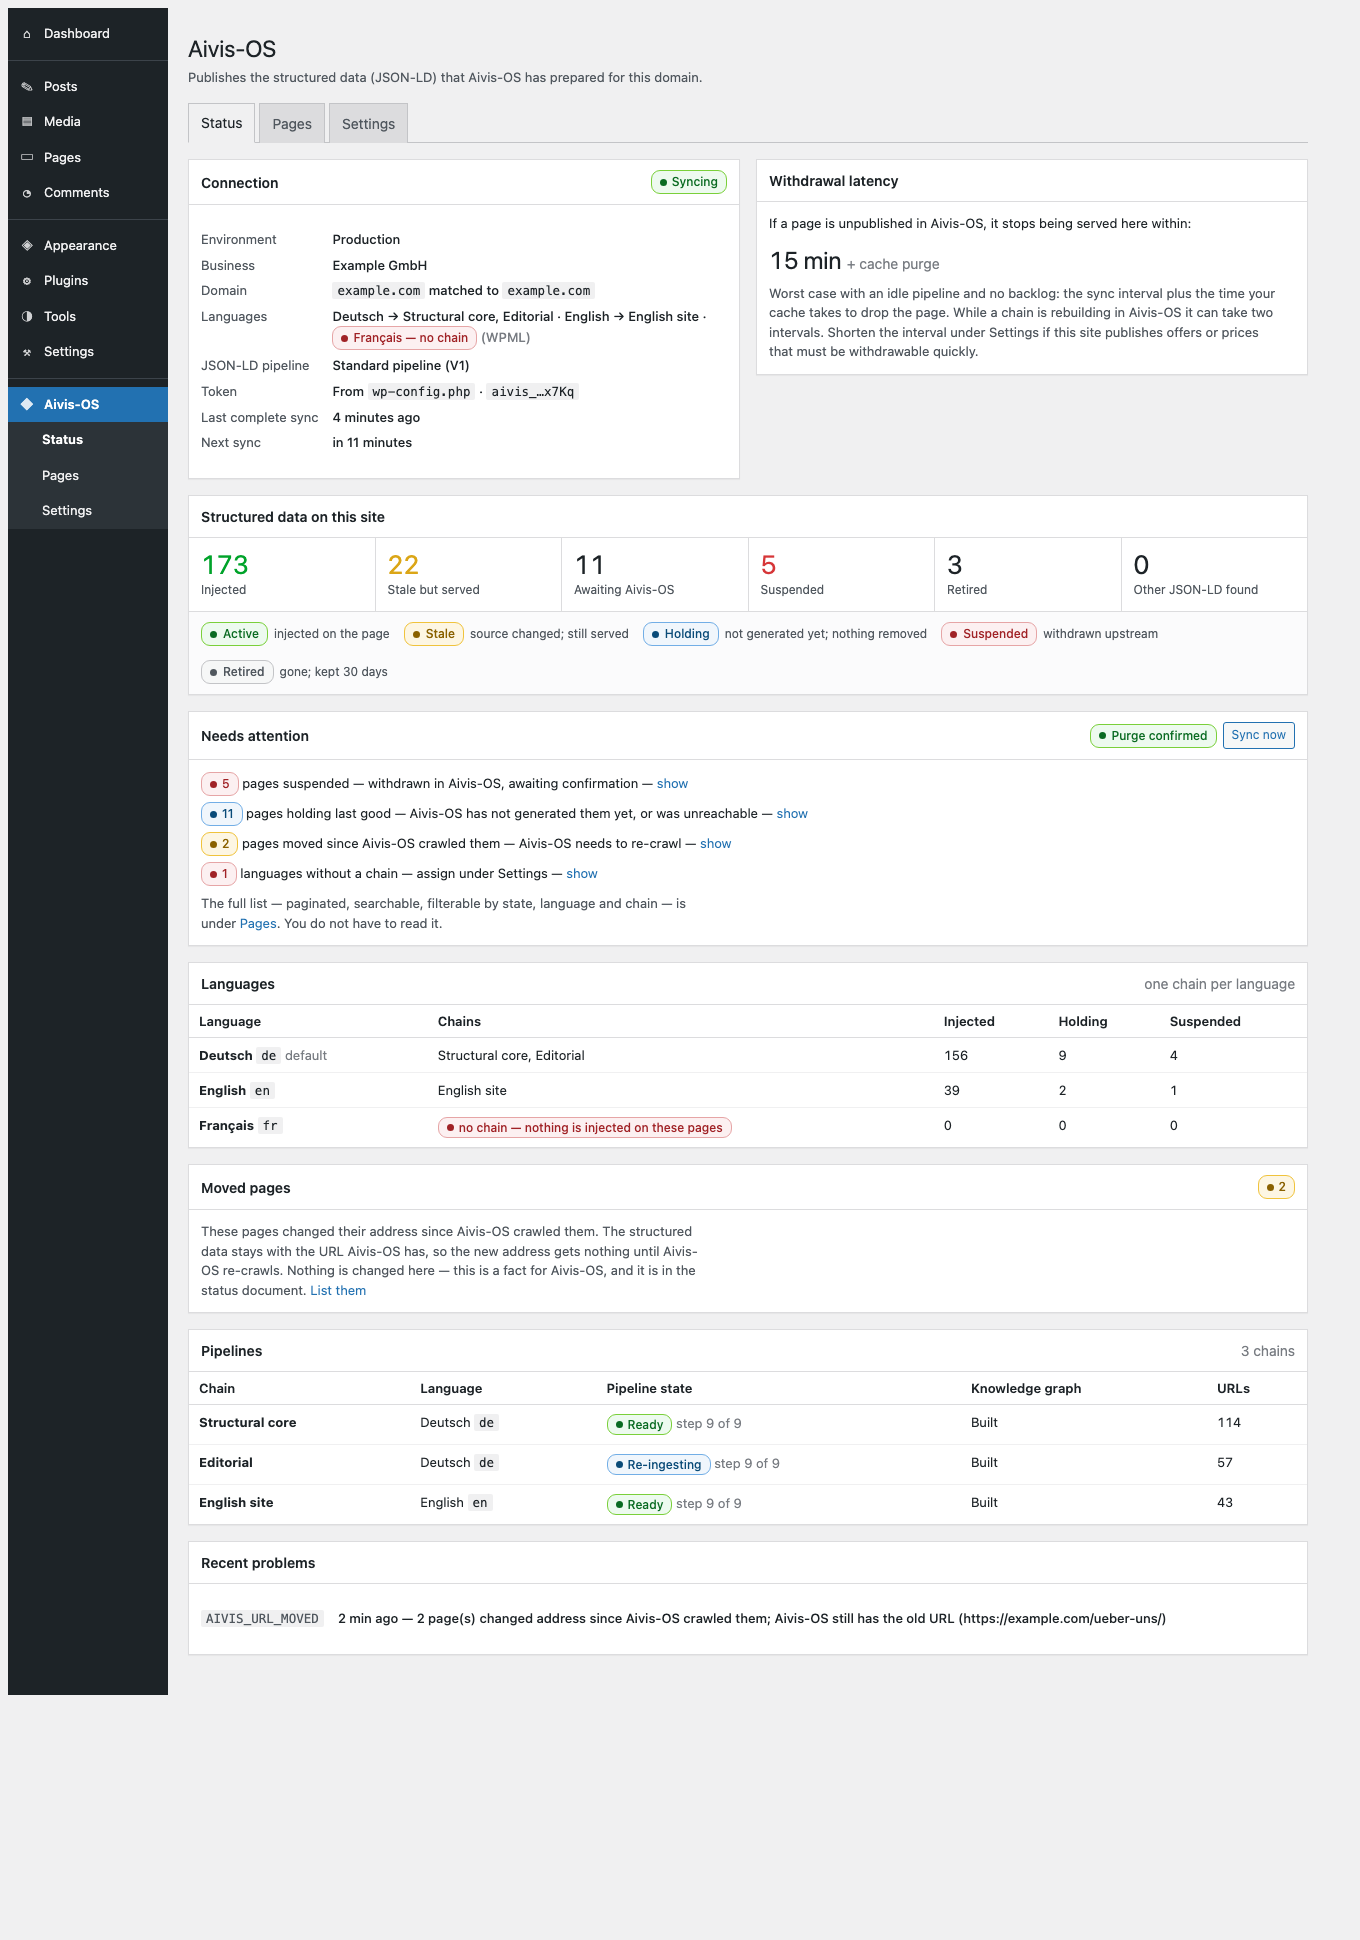 Dashboard
Posts
Media
Pages
Comments
Appearance
Plugins
Tools
Settings
Aivis-OS
Status
Pages
Settings
Aivis-OS
Publishes the structured data (JSON-LD) that Aivis-OS has prepared for this domain.
Status Pages Settings
Connection Syncing
Environment Production
Business Example GmbH
Domain example.com matched to example.com
Languages Deutsch → Structural core, Editorial · English → English site ·
Français — no chain (WPML)
JSON-LD pipeline Standard pipeline (V1)
Token From wp-config.php · aivis_…x7Kq
Last complete sync 4 minutes ago
Next sync in 11 minutes
Withdrawal latency
If a page is unpublished in Aivis-OS, it stops being served here within:
15 min + cache purge
Worst case with an idle pipeline and no backlog: the sync interval plus the time your
cache takes to drop the page. While a chain is rebuilding in Aivis-OS it can take two
intervals. Shorten the interval under Settings if this site publishes offers or prices
that must be withdrawable quickly.
Structured data on this site
173 22 11 5 3 0
Injected Stale but served Awaiting Aivis-OS Suspended Retired Other JSON-LD found
Active injected on the page Stale source changed; still served Holding not generated yet; nothing removed Suspended withdrawn upstream
Retired gone; kept 30 days
Needs attention Purge confirmed Sync now
5 pages suspended — withdrawn in Aivis-OS, awaiting confirmation — show
11 pages holding last good — Aivis-OS has not generated them yet, or was unreachable — show
2 pages moved since Aivis-OS crawled them — Aivis-OS needs to re-crawl — show
1 languages without a chain — assign under Settings — show
The full list — paginated, searchable, filterable by state, language and chain — is
under Pages. You do not have to read it.
Languages one chain per language
Language Chains Injected Holding Suspended
Deutsch de default Structural core, Editorial 156 9 4
English en English site 39 2 1
Français fr no chain — nothing is injected on these pages 0 0 0
Moved pages 2
These pages changed their address since Aivis-OS crawled them. The structured
data stays with the URL Aivis-OS has, so the new address gets nothing until Aivis-
OS re-crawls. Nothing is changed here — this is a fact for Aivis-OS, and it is in the
status document. List them
Pipelines 3 chains
Chain Language Pipeline state Knowledge graph URLs
Structural core Deutsch de Ready step 9 of 9 Built 114
Editorial Deutsch de Re-ingesting step 9 of 9 Built 57
English site English en Ready step 9 of 9 Built 43
Recent problems
AIVIS_URL_MOVED 2 min ago — 2 page(s) changed address since Aivis-OS crawled them; Aivis-OS still has the old URL (https://example.com/ueber-uns/)